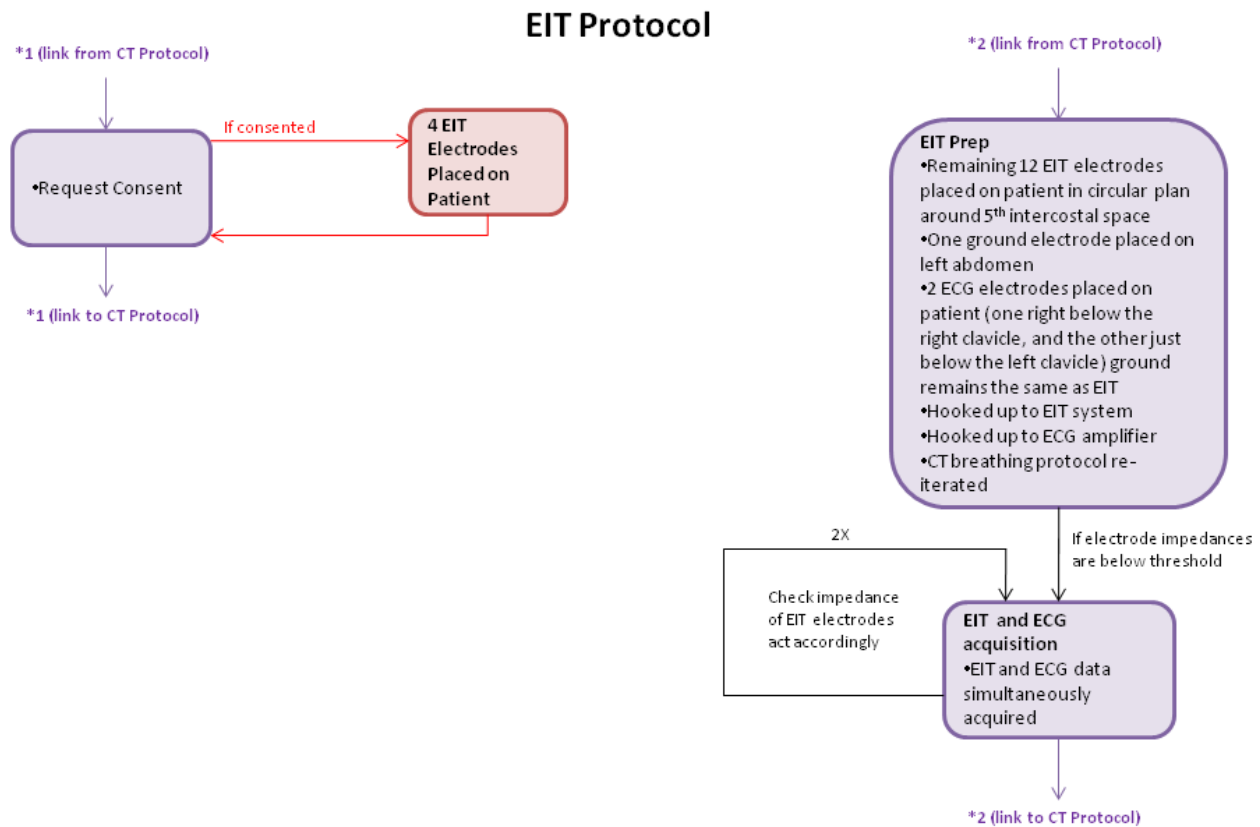 EIT Protocol
*1 (link from CT Protocol)
If consented
4 EIT
Electrodes
Placed on
Patient
•Request Consent
*1 (link to CT Protocol)
*2 (link from CT Protocol)
EIT Prep
•Remaining 12 EIT electrodes
placed on patient in circular plan
around 5th intercostal space
•One ground electrode placed on
left abdomen
•2 ECG electrodes placed on
patient (one right below the
right clavicle, and the other just
below the left clavicle) ground
remains the same as EIT
•Hooked up to EIT system
•Hooked up to ECG amplifier
•CT breathing protocol re-
iterated
If electrode impedances
are below threshold
2X
Check impedance
of EIT electrodes
act accordingly
EIT and ECG
acquisition
•EIT and ECG data
simultaneously
acquired
*2 (link to CT Protocol)